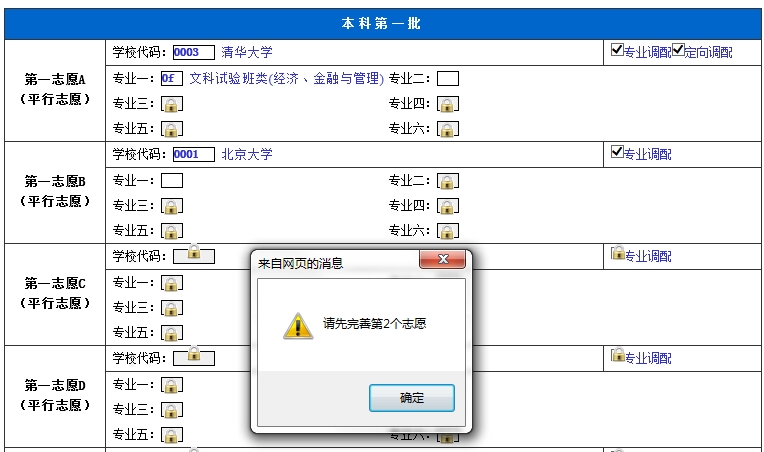 本科第一批
学校代码：0003 清华大学 专业调配 定向调配
第一志愿A
（平行志愿）
专业一：0f 文科试验班类(经济、金融与管理) 专业二：
专业三： 专业四：
专业五： 专业六：
学校代码：0001 北京大学 专业调配
第一志愿B
（平行志愿）
专业一： 专业二：
专业三： 专业四：
专业五： 专业六：
学校代码： 专业调配
第一志愿C
（平行志愿）
专业一：
专业三：
专业五：
来自网页的消息
请先完善第2个志愿
确定
学校代码： 专业调配
第一志愿D
（平行志愿）
专业一：
专业三：
专业五： 专业六：